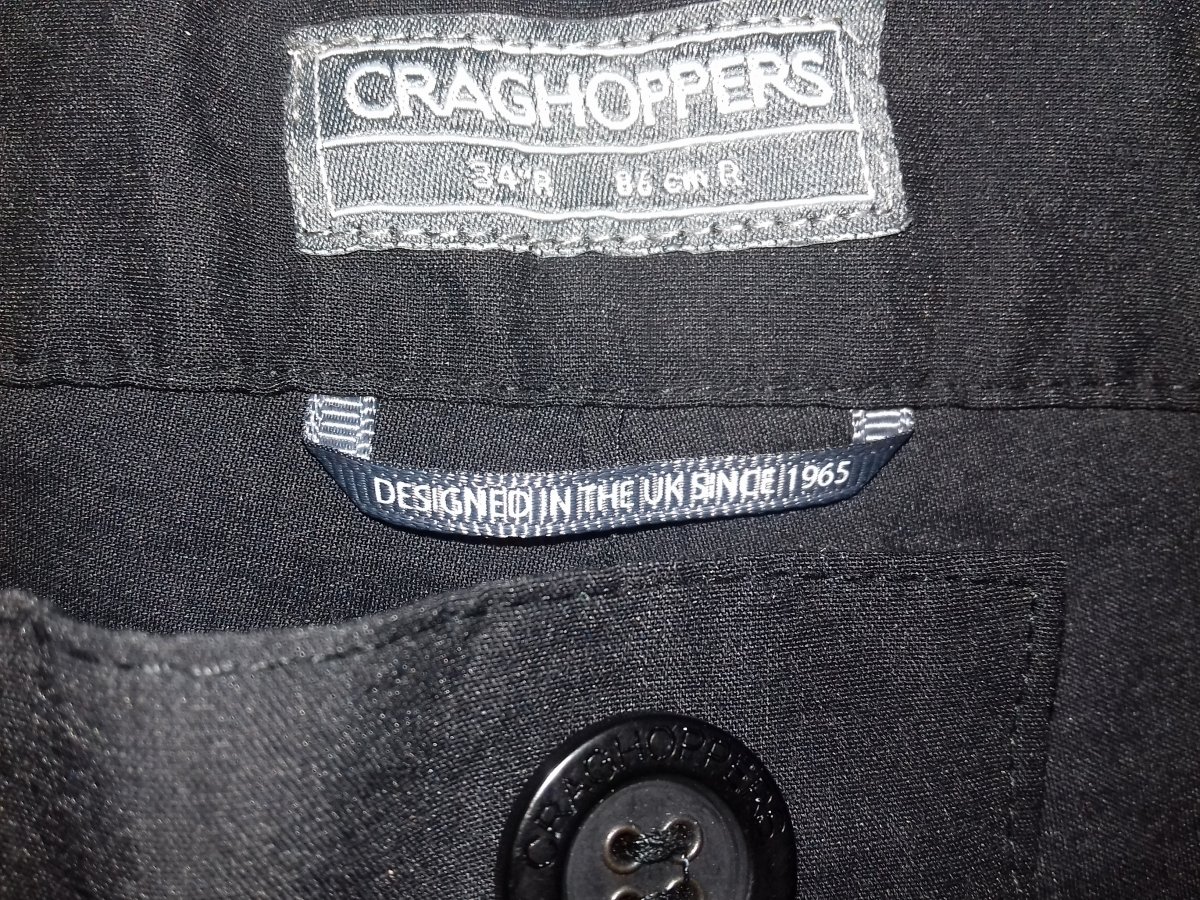 CRAGHOPPERS
34"R 86 cm R
DESIGNED IN THE UK SINCE 1965
CRAGHOPPERS